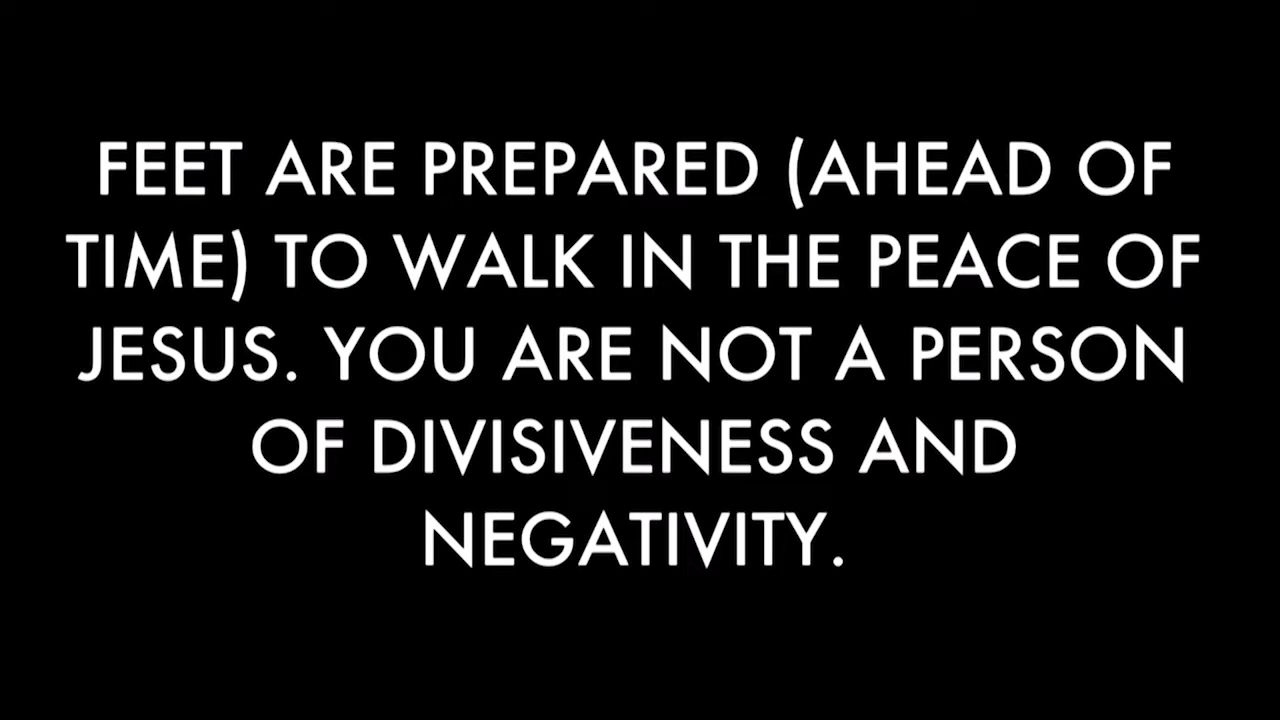 FEET ARE PREPARED (AHEAD OF
TIME) TO WALK IN THE PEACE OF
JESUS. YOU ARE NOT A PERSON
OF DIVISIVENESS AND
NEGATIVITY.